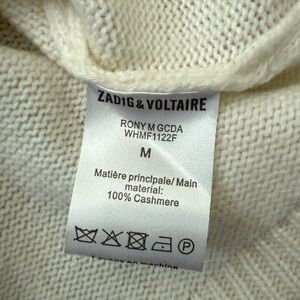 ZADIG & VOLTAIRE
RONY M GCDA
WHMF1122F
M
Matière principale/ Main
material:
100% Cashmere
P